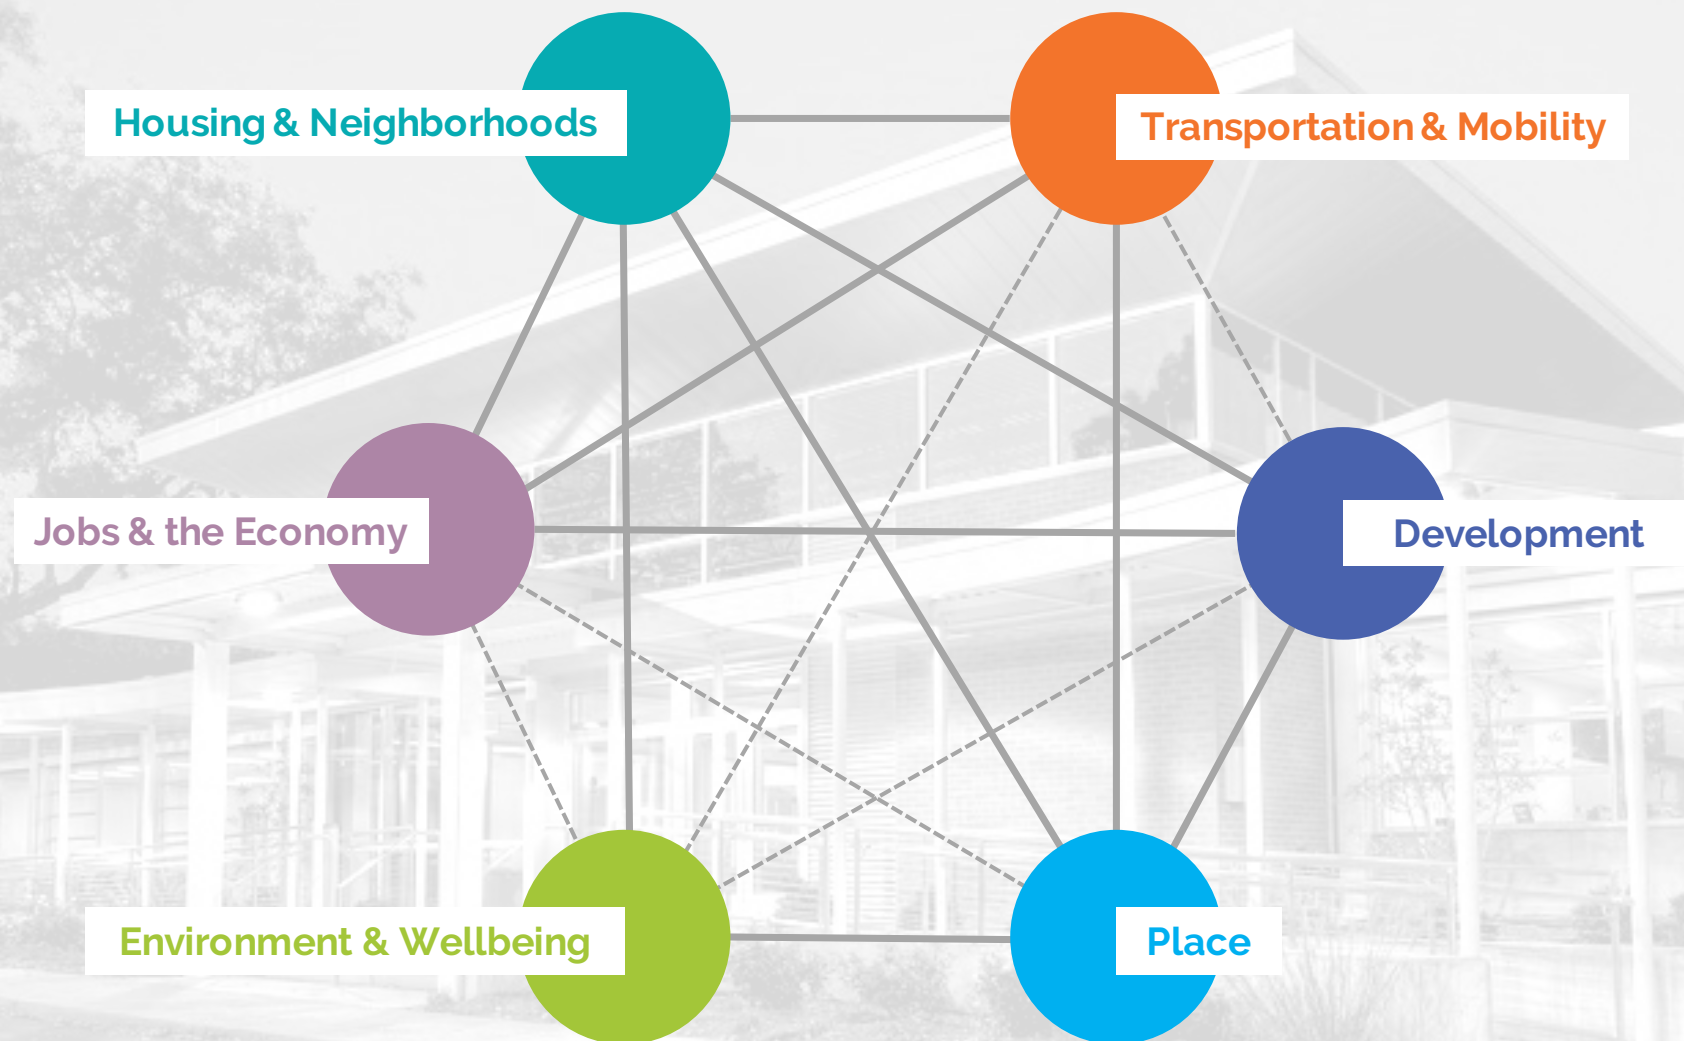 Housing & Neighborhoods
Transportation & Mobility
Jobs & the Economy
Development
Environment & Wellbeing
Place